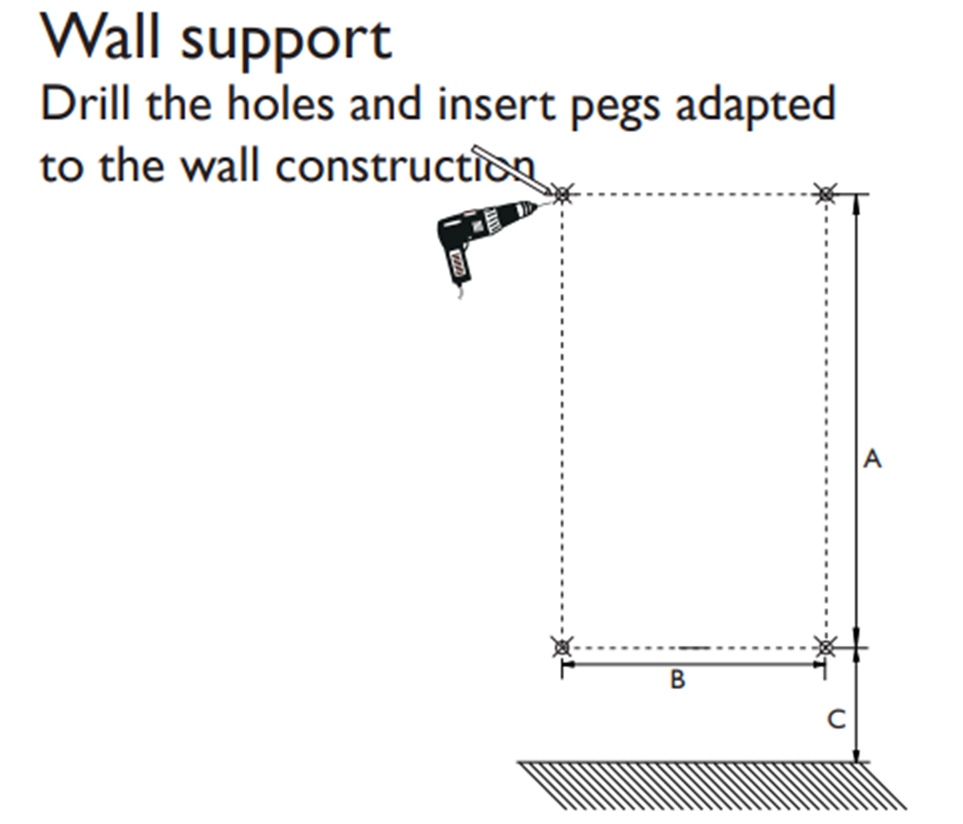 Wall support
Drill the holes and insert pegs adapted
to the wall construction
A
B
C